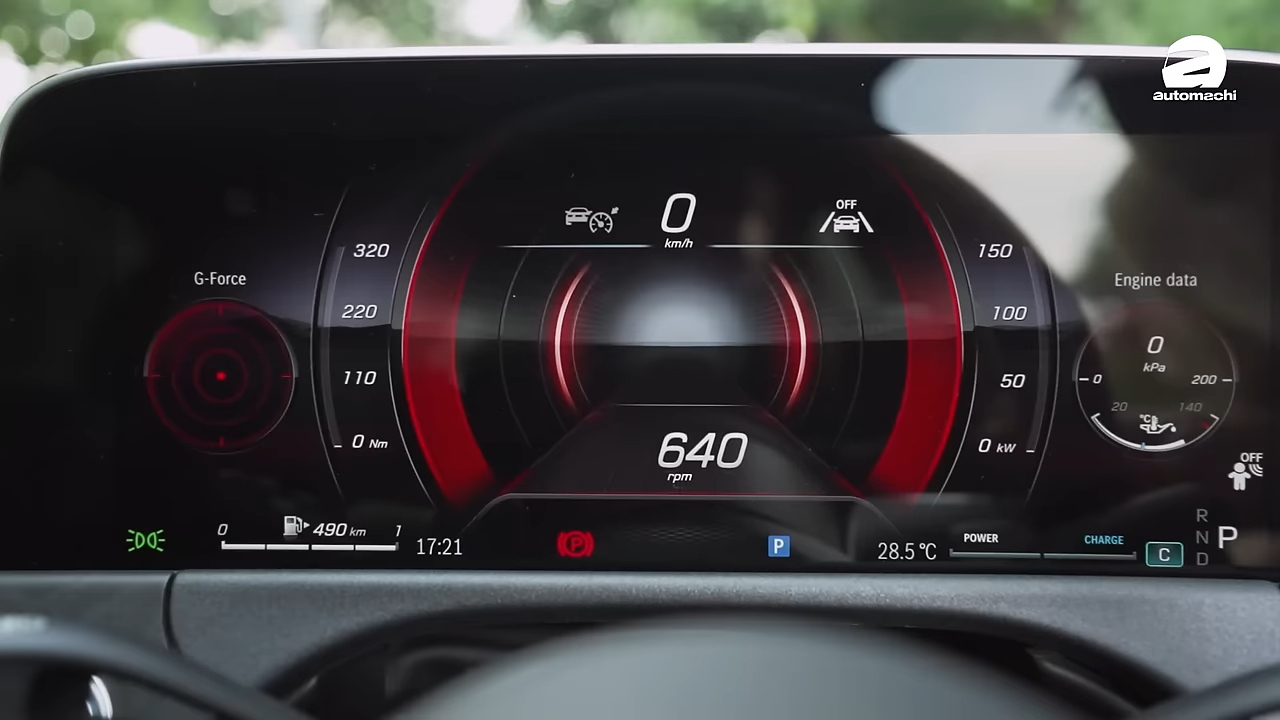 automachi
OFF
0
km/h
320
220
110
0 Nm
150
100
50
0 kW
G-Force
Engine data
0
kPa
0
200
20
140
°C
640
rpm
OFF
0
490 km
1
17:21
P
P
28.5 °C
POWER
CHARGE
C
R
N
D
P